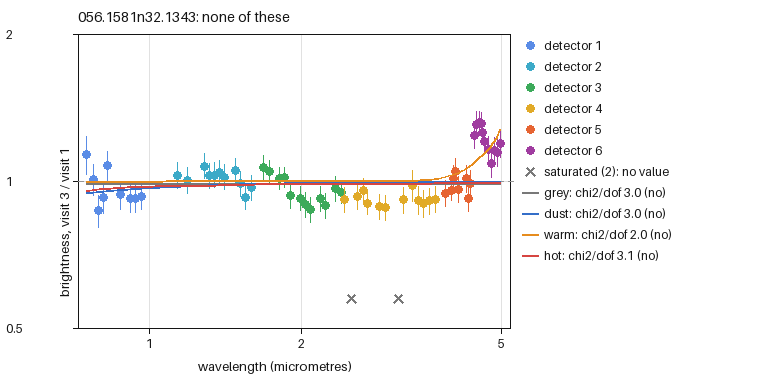 056.1581n32.1343: none of these
2
1
0.5
brightness, visit 3 / visit 1
1
2
5
wavelength (micrometres)
detector 1
detector 2
detector 3
detector 4
detector 5
detector 6
saturated (2): no value
grey: chi2/dof 3.0 (no)
dust: chi2/dof 3.0 (no)
warm: chi2/dof 2.0 (no)
hot: chi2/dof 3.1 (no)